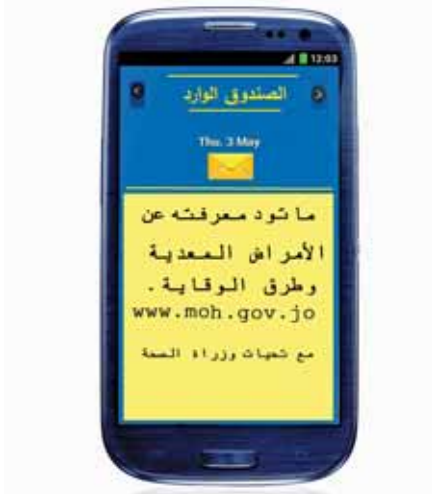 12:03
الصندوق الوارد
Thu. 3 May
ما تود معرفته عن
الأمراض المعدية
وطرق الوقاية .
www.moh.gov.jo
مع تحيات وزراة الصحة